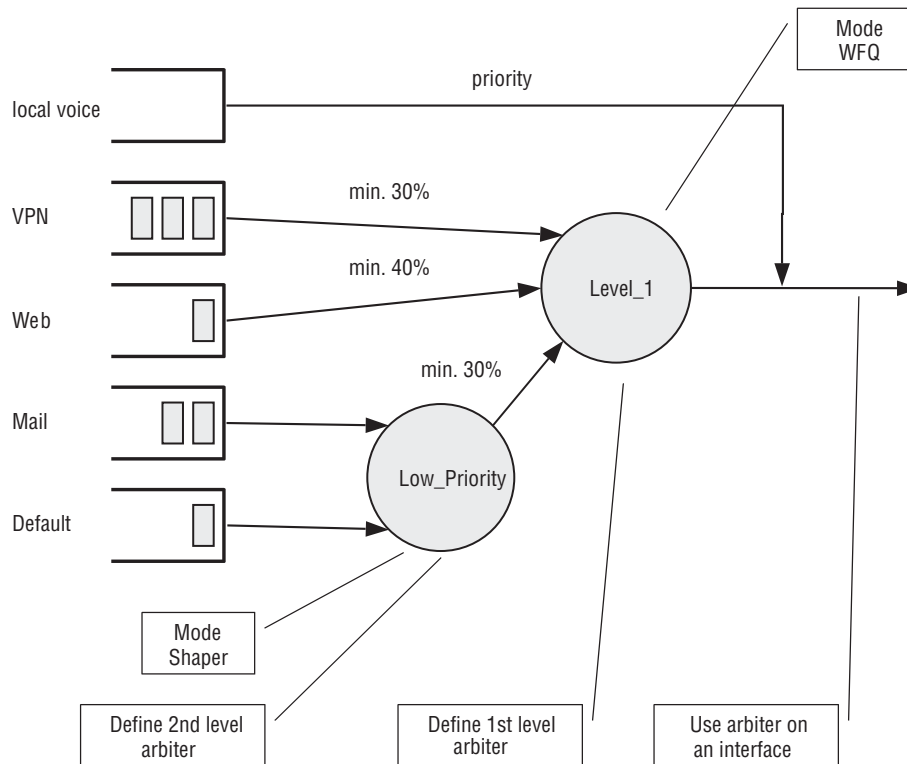 Mode
WFQ
priority
local voice
min. 30%
VPN
min. 40%
Web
Level_1
min. 30%
Mail
Low_Priority
Default
Mode
Shaper
Define 2nd level
arbiter
Define 1st level
arbiter
Use arbiter on
an interface